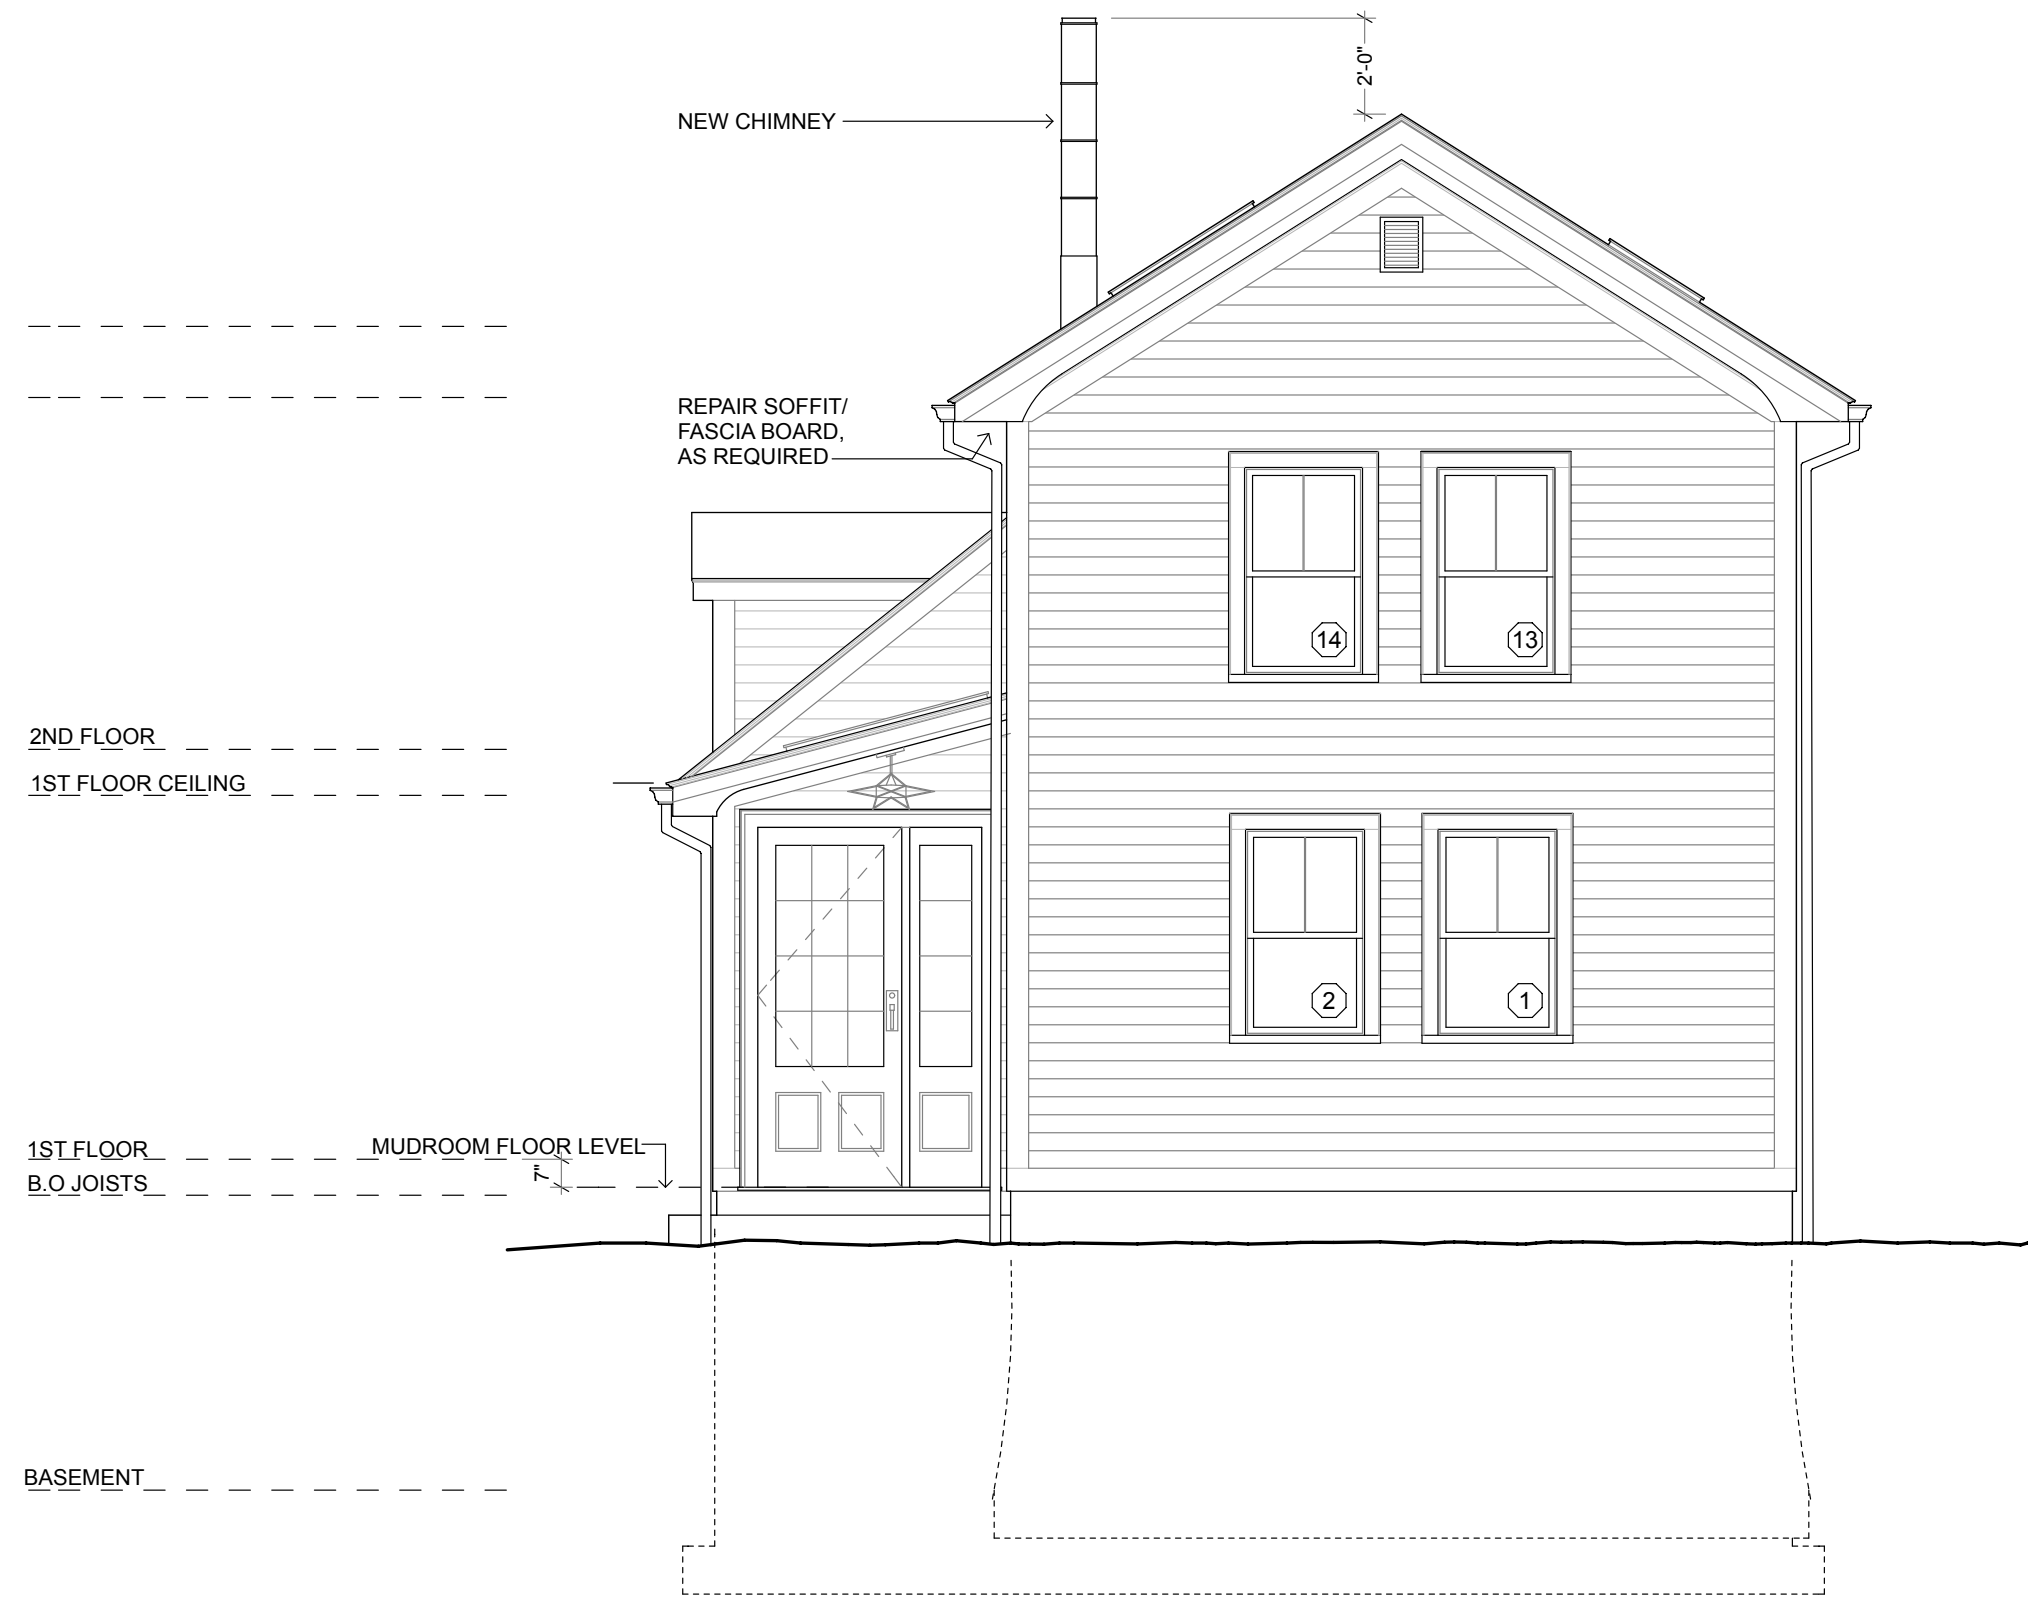 2'-0"
NEW CHIMNEY
REPAIR SOFFIT/
FASCIA BOARD,
AS REQUIRED
14
13
2ND FLOOR
1ST FLOOR CEILING
2
1
1ST FLOOR
MUDROOM FLOOR LEVEL
7"
B.O JOISTS
BASEMENT